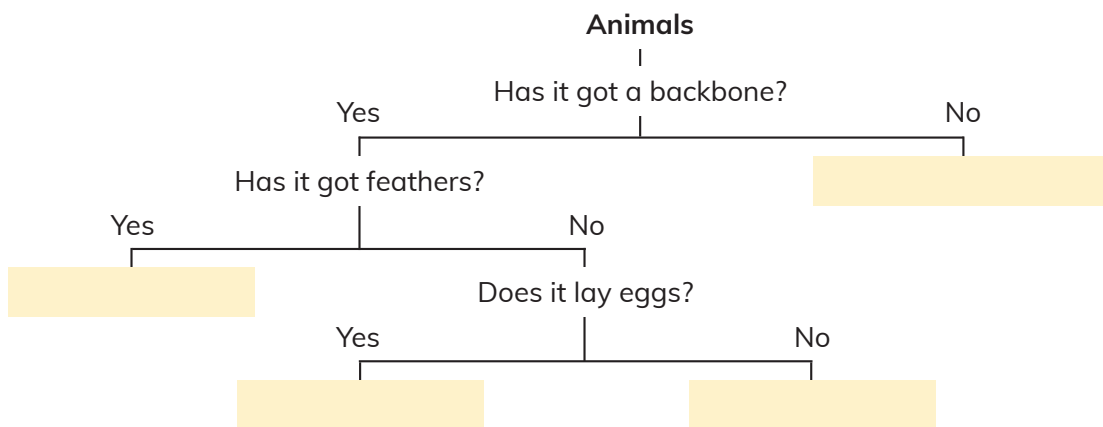 Animals
Has it got a backbone?
Yes
No
Has it got feathers?
Yes
No
Does it lay eggs?
Yes
No